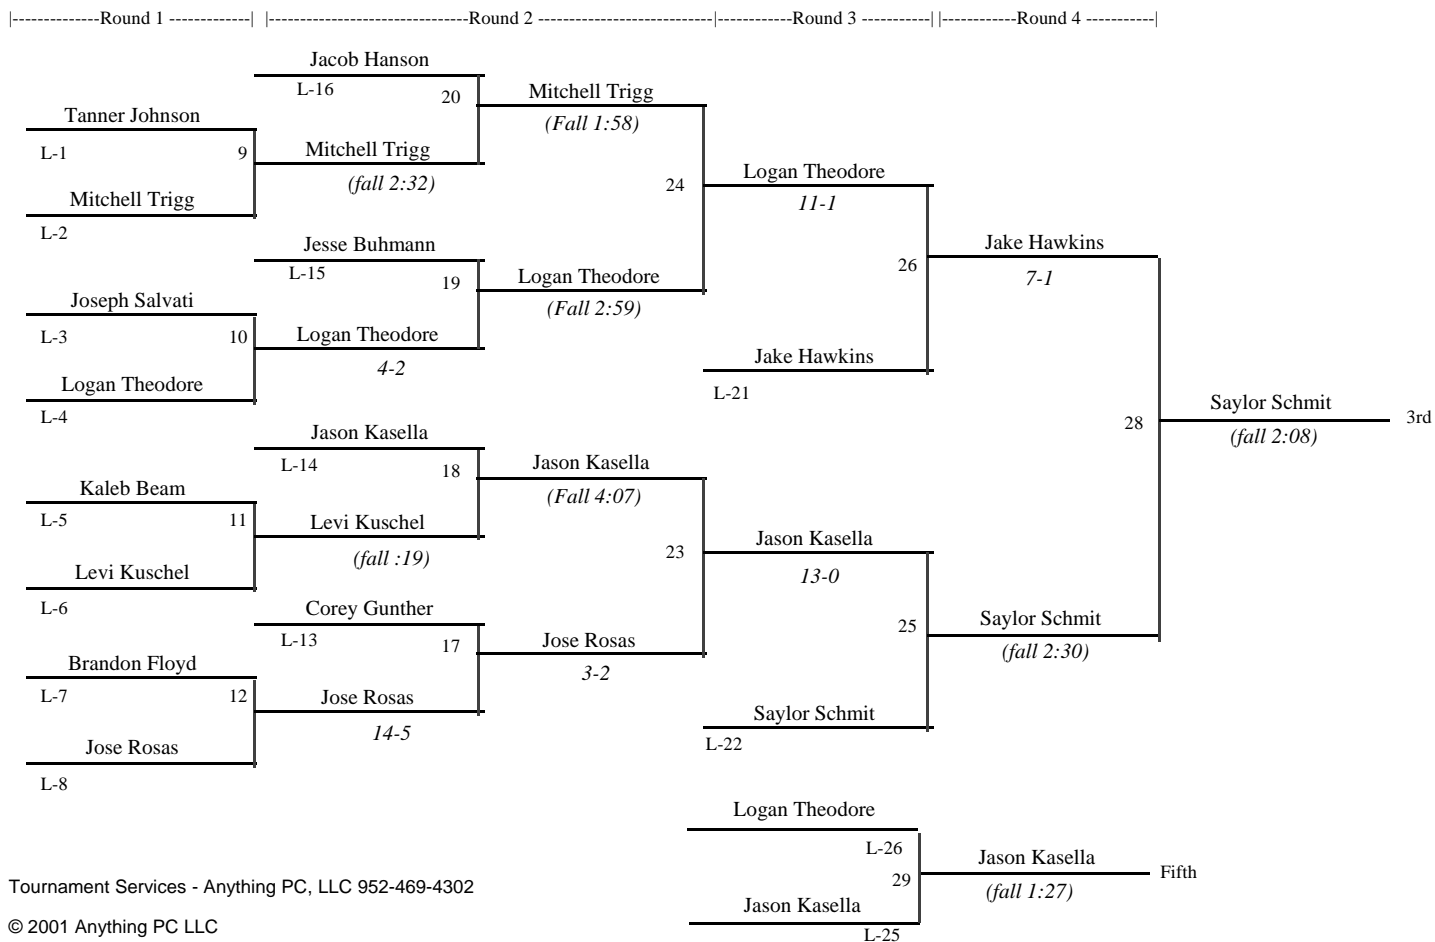 |---------------Round 1 --------------| |----------------------------------Round 2 ------------------------------| |-------------Round 3 ------------| |------------Round 4 -----------|
Jacob Hanson
L-16
20
Mitchell Trigg
(Fall 1:58)
Tanner Johnson
L-1
9
Mitchell Trigg
(fall 2:32)
Mitchell Trigg
L-2
24
Logan Theodore
11-1
Jesse Buhmann
L-15
19
Logan Theodore
(Fall 2:59)
26
Jake Hawkins
7-1
Joseph Salvati
L-3
10
Logan Theodore
4-2
Logan Theodore
L-4
Jake Hawkins
L-21
Saylor Schmit
(fall 2:08)
3rd
28
Jason Kasella
L-14
18
Jason Kasella
(Fall 4:07)
Kaleb Beam
L-5
11
Levi Kuschel
(fall :19)
Levi Kuschel
L-6
23
Jason Kasella
13-0
Corey Gunther
L-13
17
Jose Rosas
3-2
25
Saylor Schmit
(fall 2:30)
Brandon Floyd
L-7
12
Jose Rosas
14-5
Jose Rosas
L-8
Saylor Schmit
L-22
Logan Theodore
L-26
29
Jason Kasella
(fall 1:27)
Fifth
Jason Kasella
L-25
Tournament Services - Anything PC, LLC 952-469-4302
© 2001 Anything PC LLC